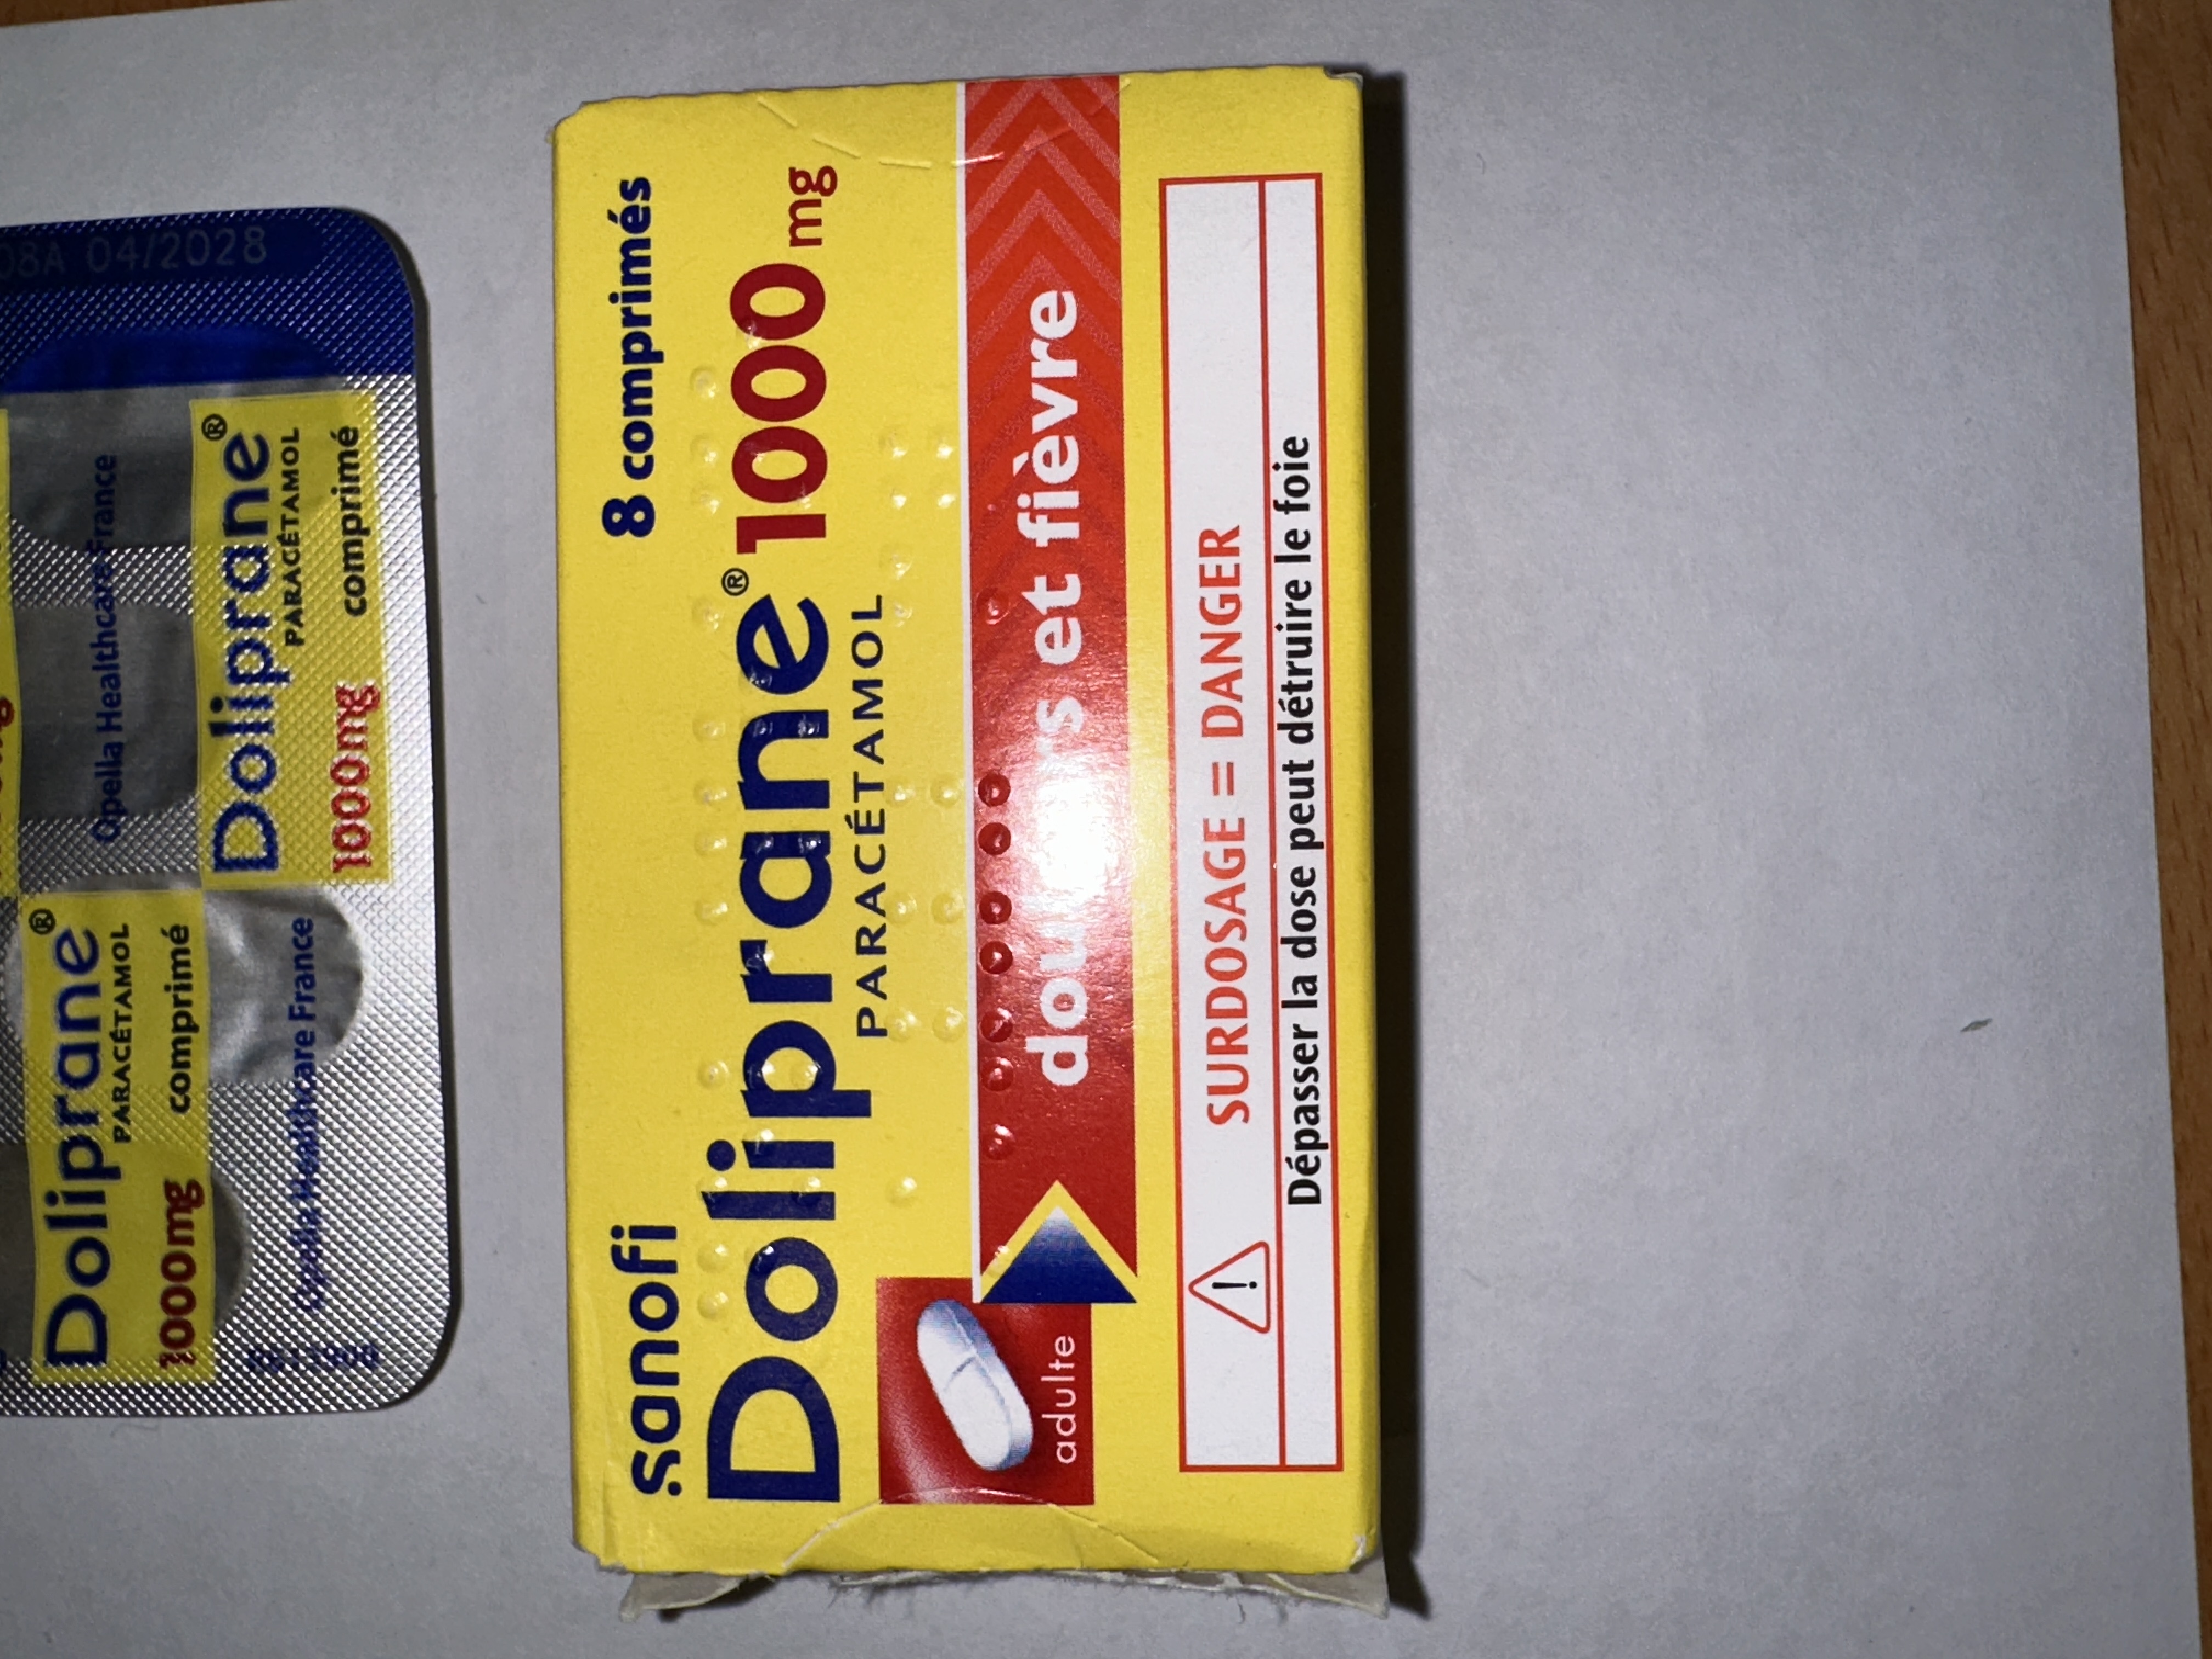 sanofi
8 comprimés
Doliprane® 1000 mg
PARACÉTAMOL
douleurs et fièvre
adulte
SURDOSAGE = DANGER
Dépasser la dose peut détruire le foie
08A 04/2028
Opella Healthcare France
Doliprane®
PARACÉTAMOL
1000mg comprimé
Doliprane®
PARACÉTAMOL
1000mg comprimé
Opella Healthcare France